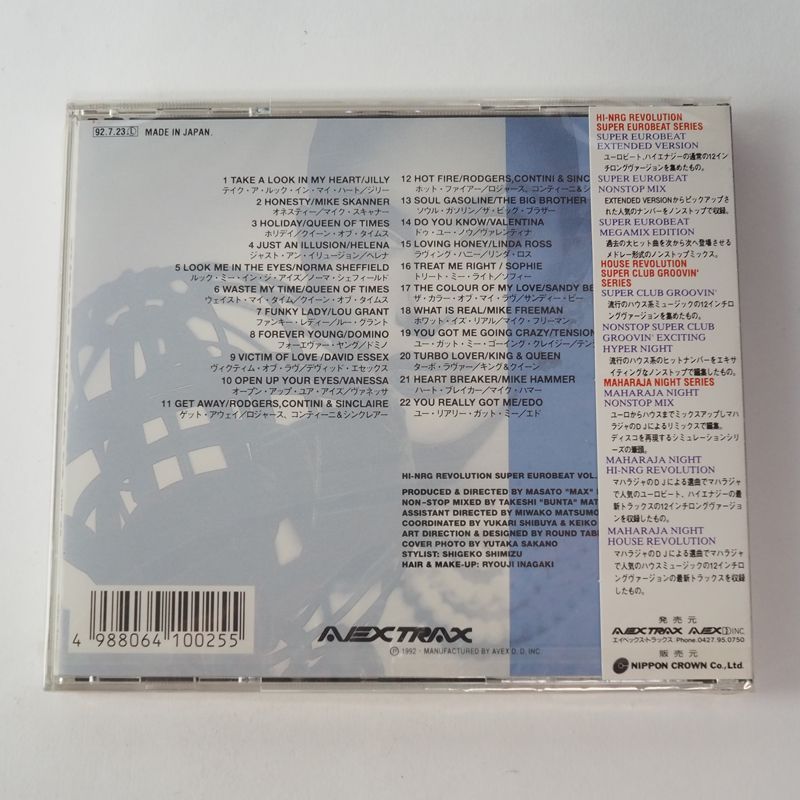 92.7.23 D MADE IN JAPAN.
1 TAKE A LOOK IN MY HEART/JILLY
テイク・ア・ルック・イン・マイ・ハート／ジリー
2 HONESTY/MIKE SKANNER
オネスティー／マイク・スキャナー
3 HOLIDAY/QUEEN OF TIMES
ホリデイ／クイーン・オブ・タイムス
4 JUST AN ILLUSION/HELENA
ジャスト・アン・イリュージョン／ヘレナ
5 LOOK ME IN THE EYES/NORMA SHEFFIELD
ルック・ミー・イン・ジ・アイズ／ノーマ・シェフィールド
6 WASTE MY TIME/QUEEN OF TIMES
ウェイスト・マイ・タイム／クイーン・オブ・タイムス
7 FUNKY LADY/LOU GRANT
ファンキー・レディー／ルー・グラント
8 FOREVER YOUNG/DOMINO
フォーエヴァー・ヤング／ドミノ
9 VICTIM OF LOVE/DAVID ESSEX
ヴィクティム・オブ・ラヴ／デヴィッド・エセックス
10 OPEN UP YOUR EYES/VANESSA
オープン・アップ・ユア・アイズ／ヴァネッサ
11 GET AWAY/RODGERS,CONTINI & SINCLAIRE
ゲット・アウェイ／ロジャース、コンティーニ＆シンクレアー
12 HOT FIRE/RODGERS,CONTINI & SINC
ホット・ファイアー／ロジャース、コンティーニ＆シ
13 SOUL GASOLINE/THE BIG BROTHER
ソウル・ガソリン／ザ・ビッグ・ブラザー
14 DO YOU KNOW/VALENTINA
ドゥ・ユー・ノウ／ヴァレンティナ
15 LOVING HONEY/LINDA ROSS
ラヴィング・ハニー／リンダ・ロス
16 TREAT ME RIGHT / SOPHIE
トリート・ミー・ライト／ソフィー
17 THE COLOUR OF MY LOVE/SANDY BE
ザ・カラー・オブ・マイ・ラヴ／サンディー・ビー
18 WHAT IS REAL/MIKE FREEMAN
ホワット・イズ・リアル／マイク・フリーマン
19 YOU GOT ME GOING CRAZY/TENSION
ユー・ガット・ミー・ゴーイング・クレイジー／テン
20 TURBO LOVER/KING & QUEEN
ターボ・ラヴァー／キング＆クイーン
21 HEART BREAKER/MIKE HAMMER
ハート・ブレイカー／マイク・ハマー
22 YOU REALLY GOT ME/EDO
ユー・リアリー・ガット・ミー／エド
HI-NRG REVOLUTION SUPER EUROBEAT VOL.
PRODUCED & DIRECTED BY MASATO "MAX"
NON-STOP MIXED BY TAKESHI "BUNTA" MAT
ASSISTANT DIRECTED BY MIWAKO MATSUMO
COORDINATED BY YUKARI SHIBUYA & KEIKO
ART DIRECTION & DESIGNED BY ROUND TAB
COVER PHOTO BY YUTAKA SAKANO
STYLIST: SHIGEKO SHIMIZU
HAIR & MAKE-UP: RYOUJI INAGAKI
4 988064 100255
AVEX TRAX
Ⓟ 1992・MANUFACTURED BY AVEX D. D. INC.
HI-NRG REVOLUTION
SUPER EUROBEAT SERIES
SUPER EUROBEAT
EXTENDED VERSION
ユーロビート、ハイエナジーの通常の12イン
チロングヴァージョンを集めたもの。
SUPER EUROBEAT
NONSTOP MIX
EXTENDED VERSIONからピックアップさ
れた人気のナンバーをノンストップで収録。
SUPER EUROBEAT
MEGAMIX EDITION
過去の大ヒット曲を次から次へ登場させる
メドレー形式のノンストップミックス。
HOUSE REVOLUTION
SUPER CLUB GROOVIN'
SERIES
SUPER CLUB GROOVIN'
流行のハウス系ミュージックの12インチロ
ングヴァージョンを集めたもの。
NONSTOP SUPER CLUB
GROOVIN' EXCITING
HYPER NIGHT
流行のハウス系のヒットナンバーをエキサ
イティングなノンストップで編集したもの。
MAHARAJA NIGHT SERIES
MAHARAJA NIGHT
NONSTOP MIX
ユーロからハウスまでミックスアップしマハ
ラジャのＤＪによるリミックスで編集。
ディスコを再現するシミュレーションシリ
ーズの筆頭。
MAHARAJA NIGHT
HI-NRG REVOLUTION
マハラジャのＤＪによる選曲でマハラジャ
で人気のユーロビート、ハイエナジーの最
新トラックスの12インチロングヴァージョ
ンを収録したもの。
MAHARAJA NIGHT
HOUSE REVOLUTION
マハラジャのＤＪによる選曲でマハラジャ
で人気のハウスミュージックの12インチロ
ングヴァージョンの最新トラックスを収録
したもの。
発売元
AVEX TRAX AVEX D.D.INC.
エイベックス・トラックス：Phone.0427.95.0750
販売元
NIPPON CROWN Co., Ltd.